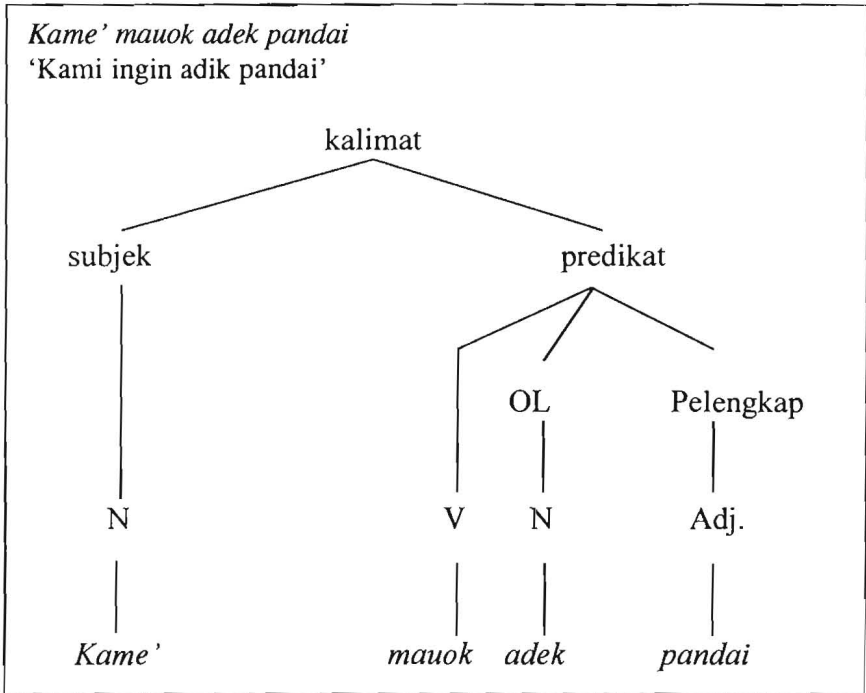 Kame’ mauok adek pandai
‘Kami ingin adik pandai’
kalimat
subjek predikat
OL Pelengkap
N V N Adj.
Kame’ mauok adek pandai